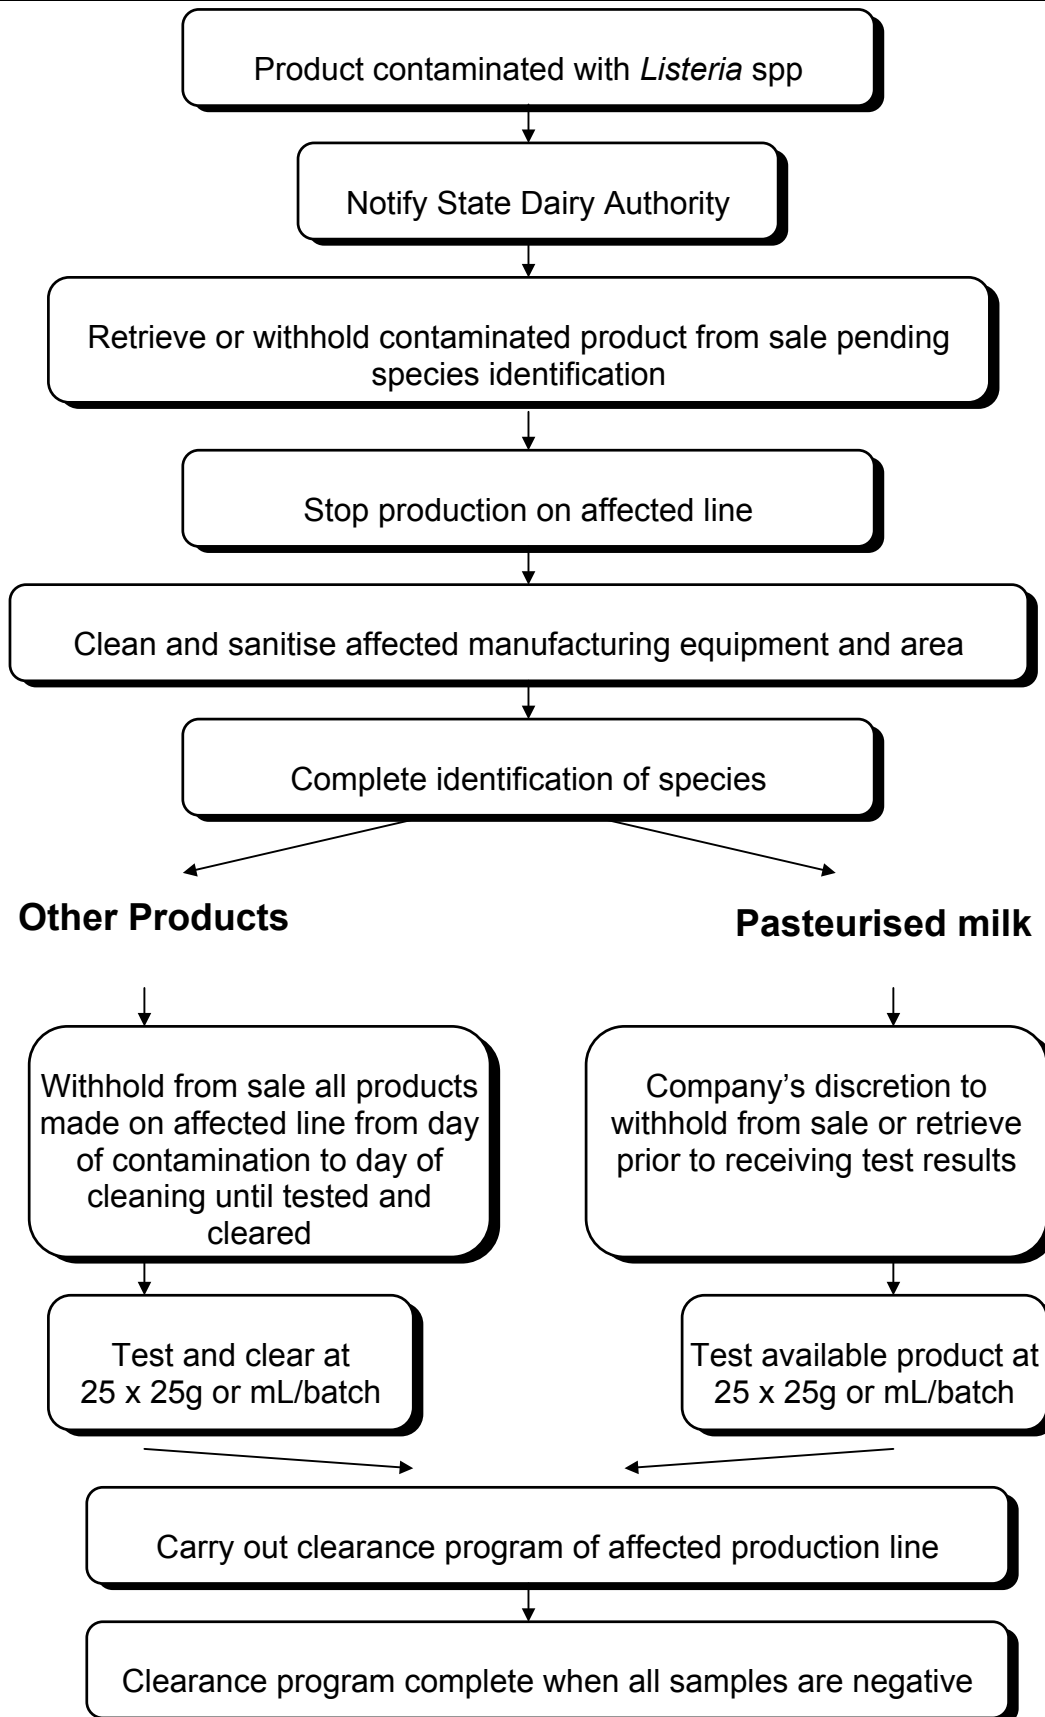 Product contaminated with Listeria spp
Notify State Dairy Authority
Retrieve or withhold contaminated product from sale pending
species identification
Stop production on affected line
Clean and sanitise affected manufacturing equipment and area
Complete identification of species
Other Products
Pasteurised milk
Withhold from sale all products
made on affected line from day
of contamination to day of
cleaning until tested and
cleared
Company’s discretion to
withhold from sale or retrieve
prior to receiving test results
Test and clear at
25 x 25g or mL/batch
Test available product at
25 x 25g or mL/batch
Carry out clearance program of affected production line
Clearance program complete when all samples are negative